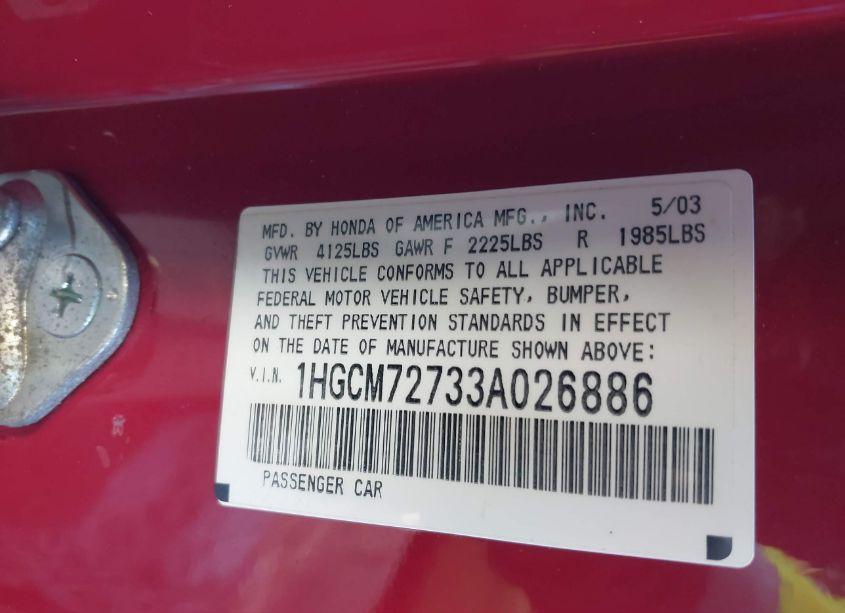 MFD. BY HONDA OF AMERICA MFG., INC. 5/03
GVWR 4125LBS GAWR F 2225LBS R 1985LBS
THIS VEHICLE CONFORMS TO ALL APPLICABLE
FEDERAL MOTOR VEHICLE SAFETY, BUMPER,
AND THEFT PREVENTION STANDARDS IN EFFECT
ON THE DATE OF MANUFACTURE SHOWN ABOVE:
V.I.N. 1HGCM72733A026886
PASSENGER CAR